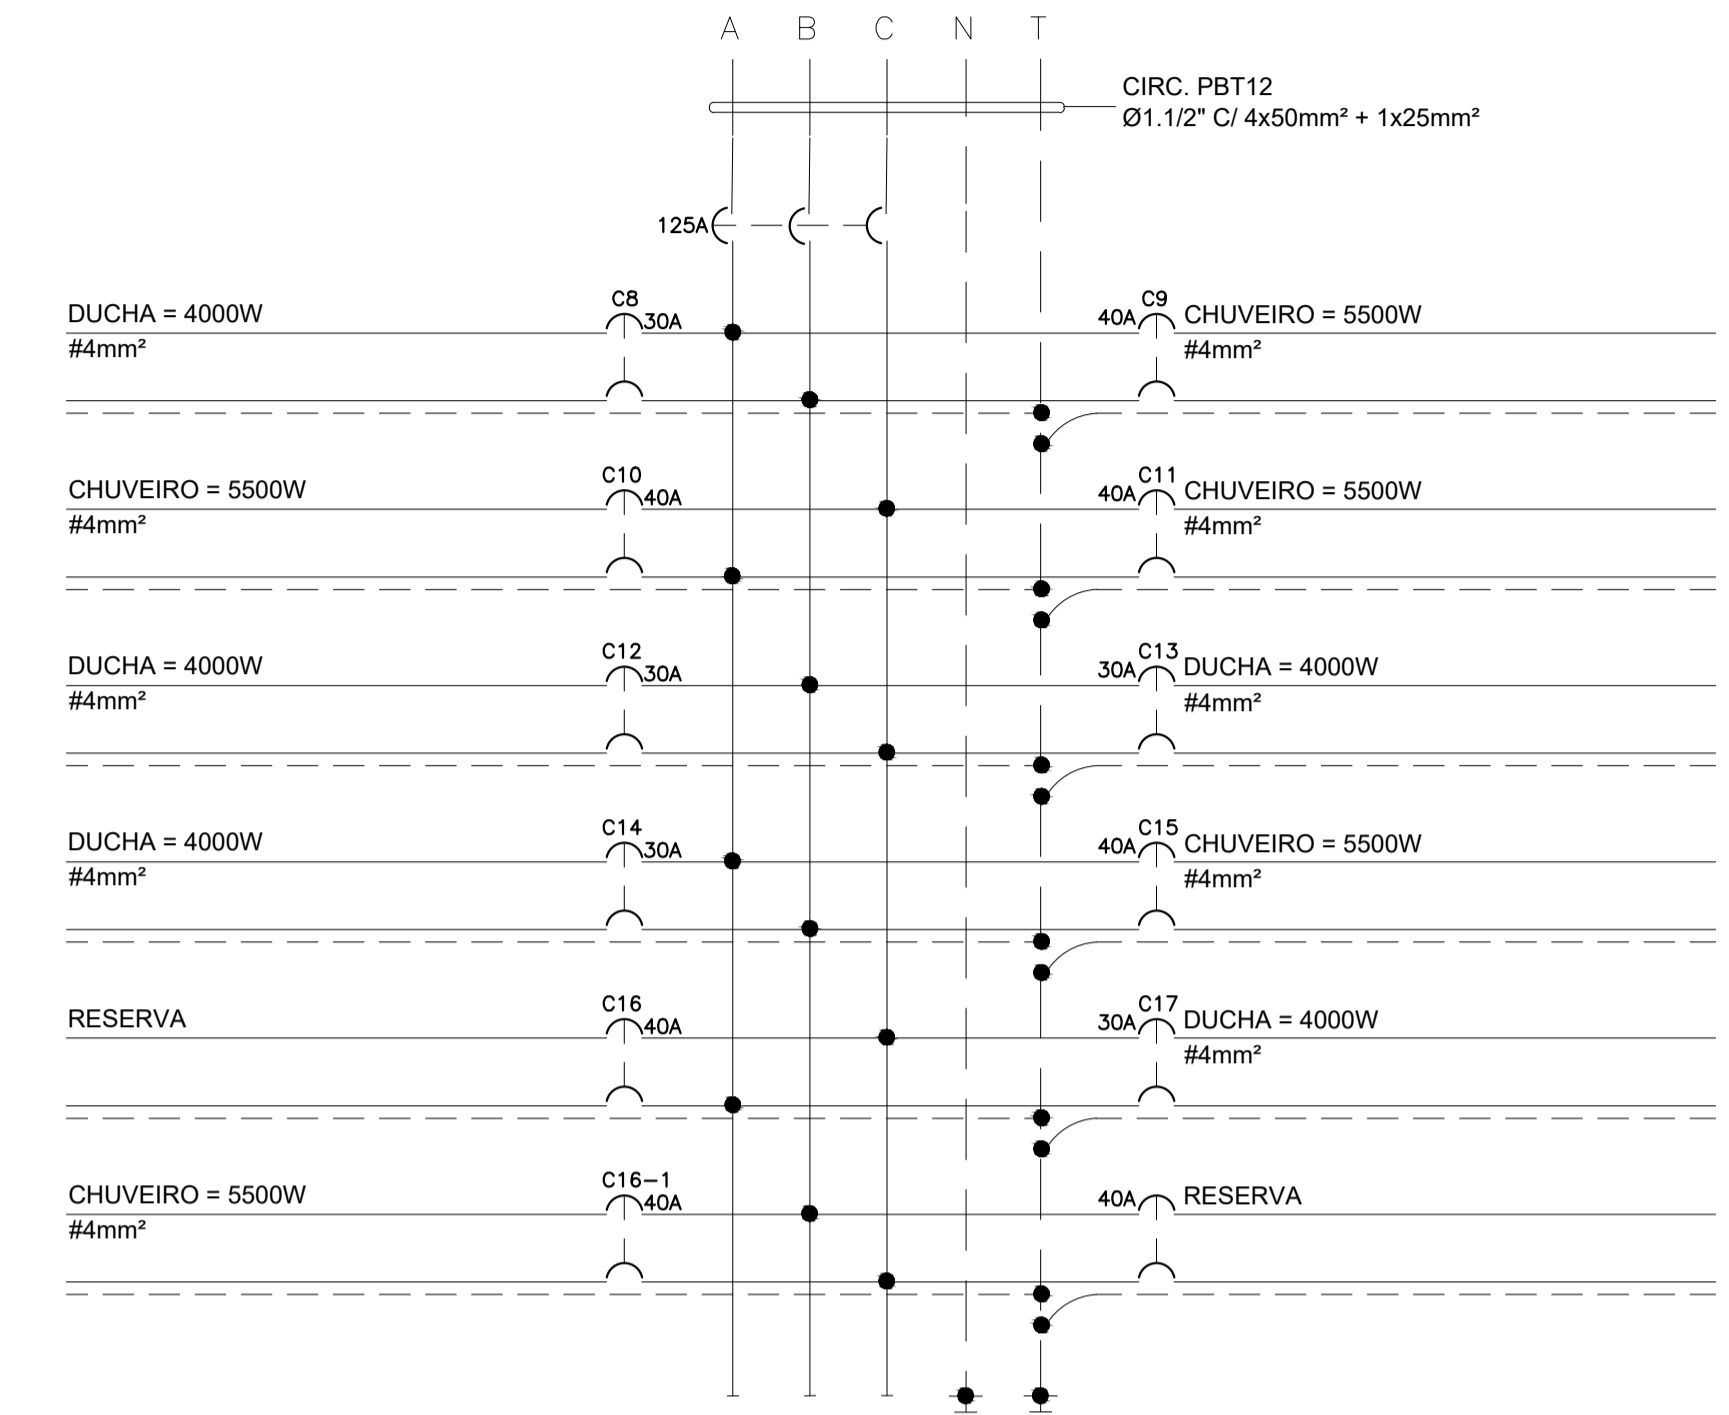 A B C N T
CIRC. PBT12
Ø1.1/2" C/ 4x50mm² + 1x25mm²
125A
DUCHA = 4000W
#4mm²
C8
30A
C9
40A
CHUVEIRO = 5500W
#4mm²
CHUVEIRO = 5500W
#4mm²
C10
40A
C11
40A
CHUVEIRO = 5500W
#4mm²
DUCHA = 4000W
#4mm²
C12
30A
C13
30A
DUCHA = 4000W
#4mm²
DUCHA = 4000W
#4mm²
C14
30A
C15
40A
CHUVEIRO = 5500W
#4mm²
RESERVA
C16
40A
C17
30A
DUCHA = 4000W
#4mm²
CHUVEIRO = 5500W
#4mm²
C16-1
40A
40A
RESERVA